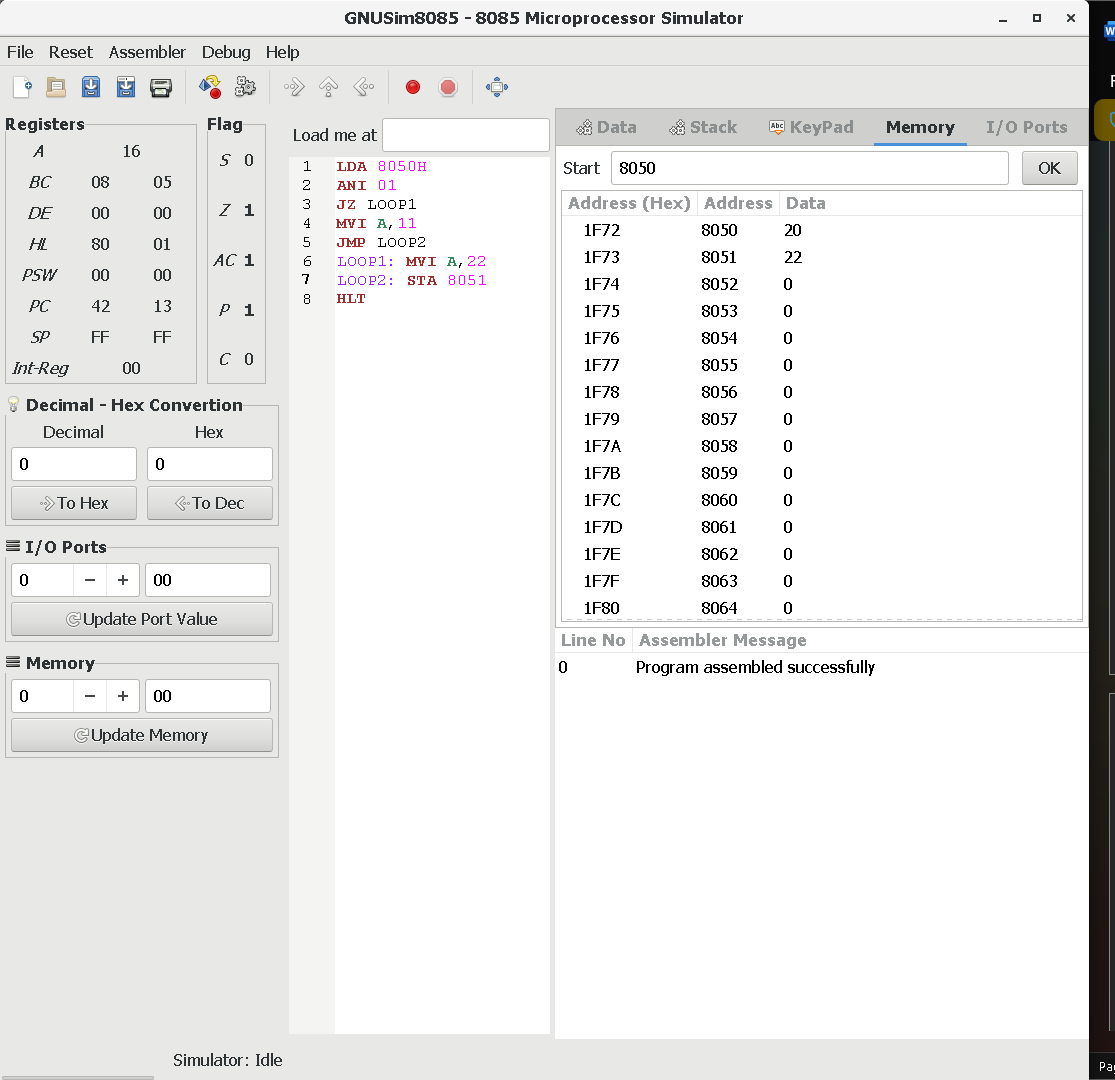 GNUSim8085 - 8085 Microprocessor Simulator
File Reset Assembler Debug Help
Registers
A 16
BC 08 05
DE 00 00
HL 80 01
PSW 00 00
PC 42 13
SP FF FF
Int-Reg 00
Flag
S 0
Z 1
AC 1
P 1
C 0
Decimal - Hex Convertion
Decimal Hex
0 0
To Hex To Dec
I/O Ports
0 − + 00
Update Port Value
Memory
0 − + 00
Update Memory
Load me at
1 LDA 8050H
2 ANI 01
3 JZ LOOP1
4 MVI A,11
5 JMP LOOP2
6 LOOP1: MVI A,22
7 LOOP2: STA 8051
8 HLT
Data Stack Abc KeyPad Memory I/O Ports
Start 8050 OK
Address (Hex) Address Data
1F72 8050 20
1F73 8051 22
1F74 8052 0
1F75 8053 0
1F76 8054 0
1F77 8055 0
1F78 8056 0
1F79 8057 0
1F7A 8058 0
1F7B 8059 0
1F7C 8060 0
1F7D 8061 0
1F7E 8062 0
1F7F 8063 0
1F80 8064 0
Line No Assembler Message
0 Program assembled successfully
Simulator: Idle